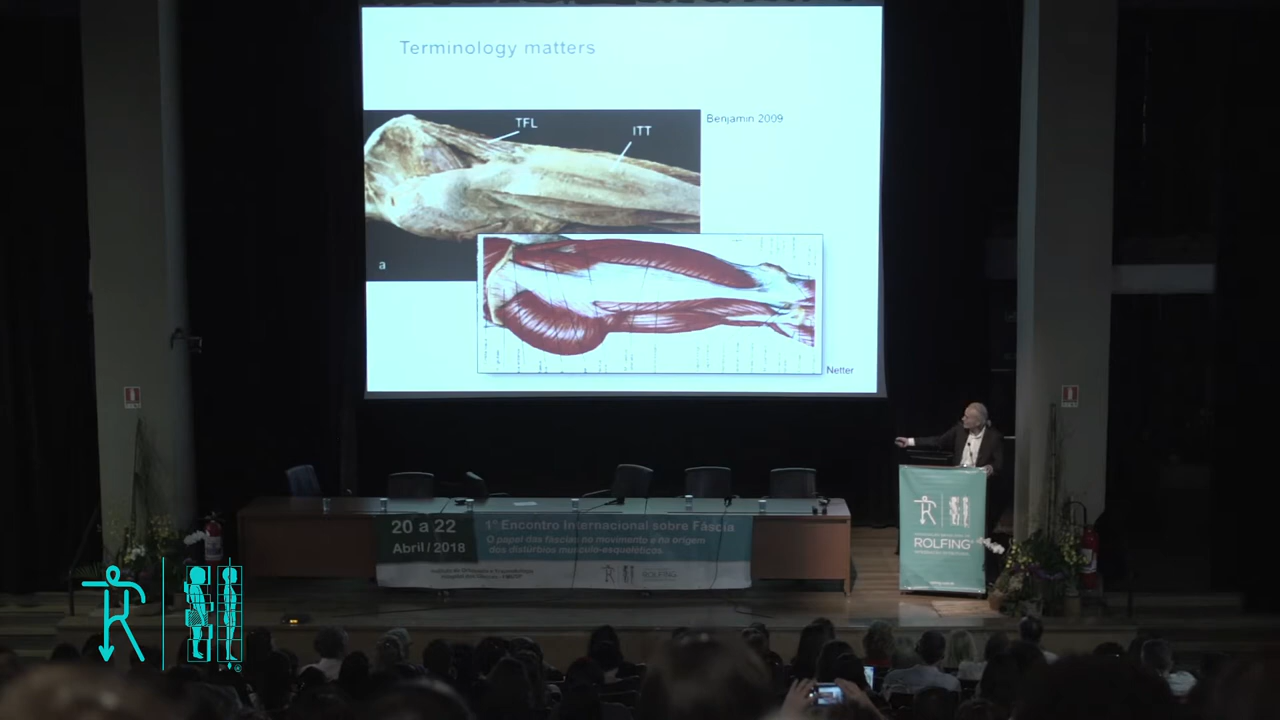 Terminology matters
TFL
ITT
Benjamin 2009
a
Netter
20 a 22
Abril / 2018
1º Encontro Internacional sobre Fáscia
O papel das fáscias no movimento e na origem
dos distúrbios músculo-esqueléticos.
ROLFING
ROLFING